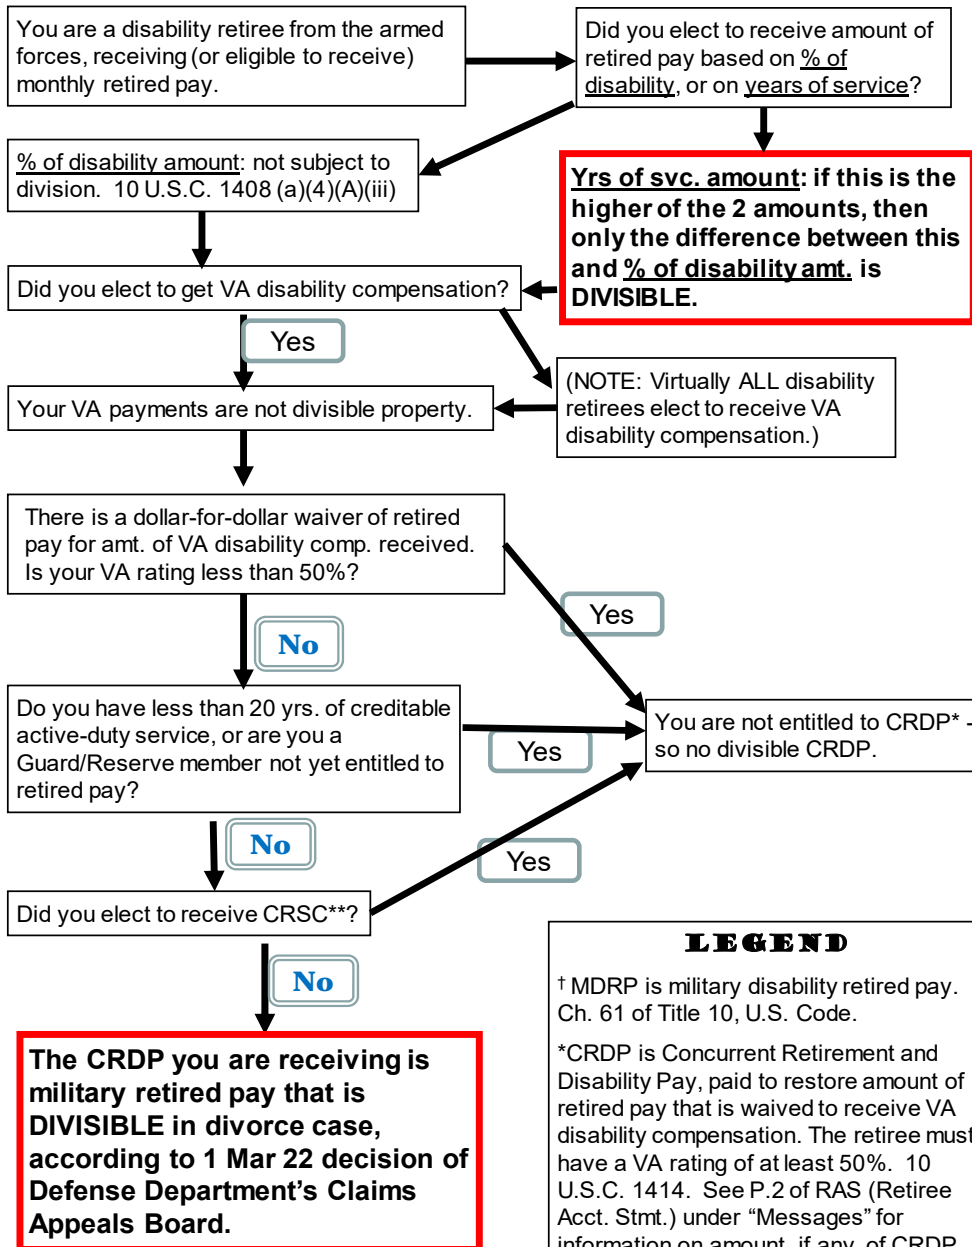 You are a disability retiree from the armed
forces, receiving (or eligible to receive)
monthly retired pay.
Did you elect to receive amount of
retired pay based on % of
disability, or on years of service?
% of disability amount: not subject to
division. 10 U.S.C. 1408 (a)(4)(A)(iii)
Yrs of svc. amount: if this is the
higher of the 2 amounts, then
only the difference between this
and % of disability amt. is
DIVISIBLE.
Did you elect to get VA disability compensation?
Yes
(NOTE: Virtually ALL disability
retirees elect to receive VA
disability compensation.)
Your VA payments are not divisible property.
There is a dollar-for-dollar waiver of retired
pay for amt. of VA disability comp. received.
Is your VA rating less than 50%?
Yes
No
Do you have less than 20 yrs. of creditable
active-duty service, or are you a
Guard/Reserve member not yet entitled to
retired pay?
Yes
You are not entitled to CRDP* -
so no divisible CRDP.
No
Yes
Did you elect to receive CRSC**?
No
The CRDP you are receiving is
military retired pay that is
DIVISIBLE in divorce case,
according to 1 Mar 22 decision of
Defense Department's Claims
Appeals Board.
LEGEND
† MDRP is military disability retired pay.
Ch. 61 of Title 10, U.S. Code.
*CRDP is Concurrent Retirement and
Disability Pay, paid to restore amount of
retired pay that is waived to receive VA
disability compensation. The retiree must
have a VA rating of at least 50%. 10
U.S.C. 1414. See P.2 of RAS (Retiree
Acct. Stmt.) under "Messages" for
information on amount, if any, of CRDP